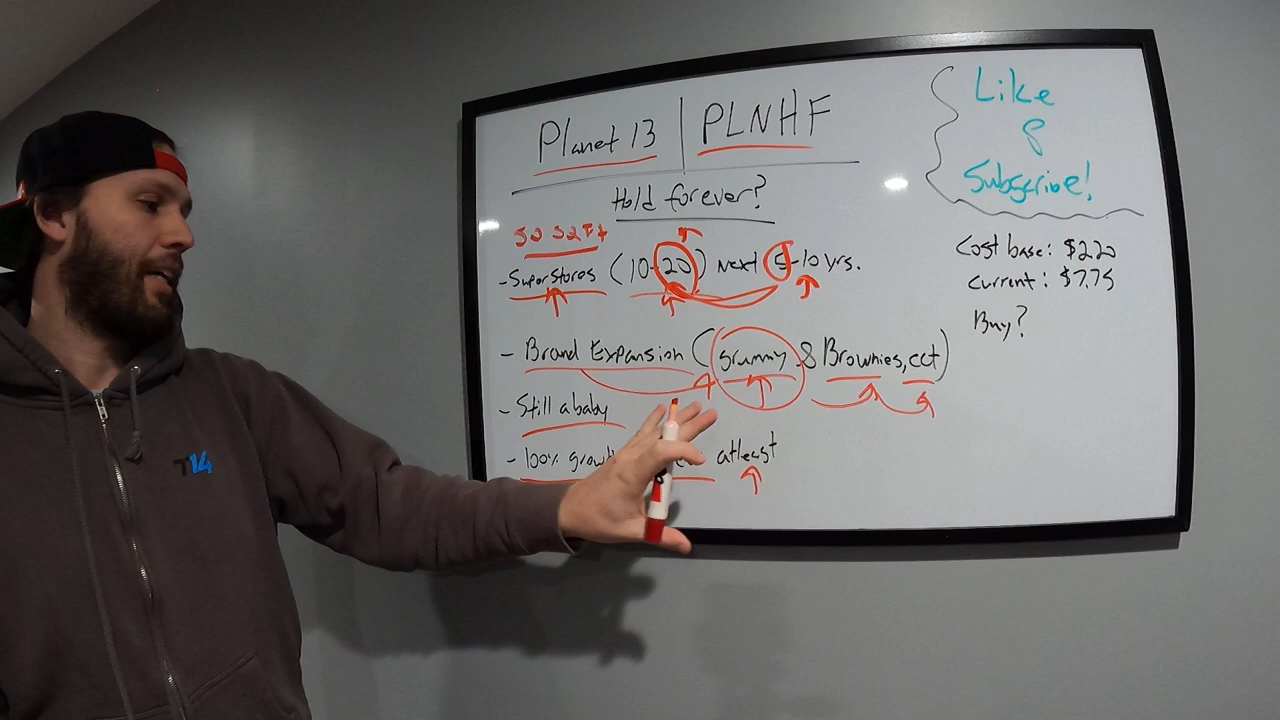 Planet 13 | PLNHF
Hold forever?
50 SQFt
- Superstores (10-20) Next 5-10 yrs.
- Brand Expansion (gummy & Brownies, ect)
- Still a baby
- 100% atleast
Like
&
Subscribe!
Cost base: $2.20
current: $7.75
Buy?
T14